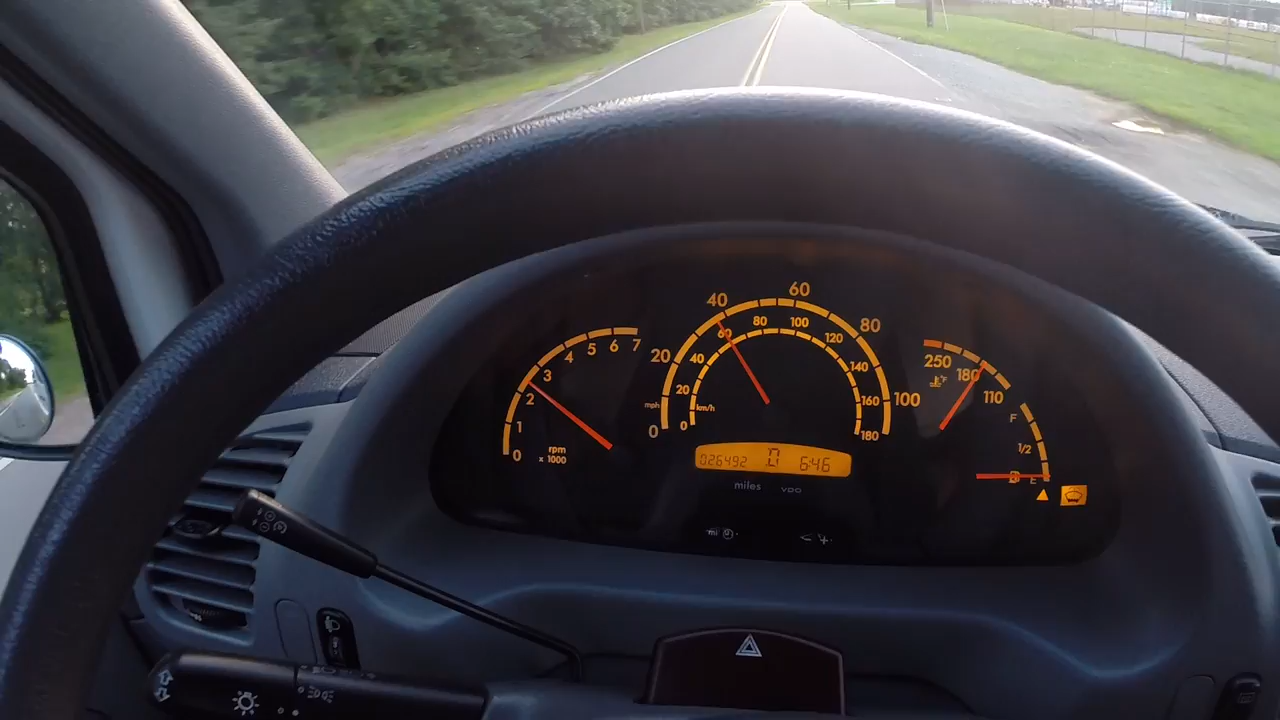 0 1 2 3 4 5 6 7
rpm
x 1000
0 20 40 60 80 100
mph
0 20 40 60 80 100 120 140 160 180
km/h
250 180 110
°F
F
1/2
E
026492 D 6:46
miles VDO
mi